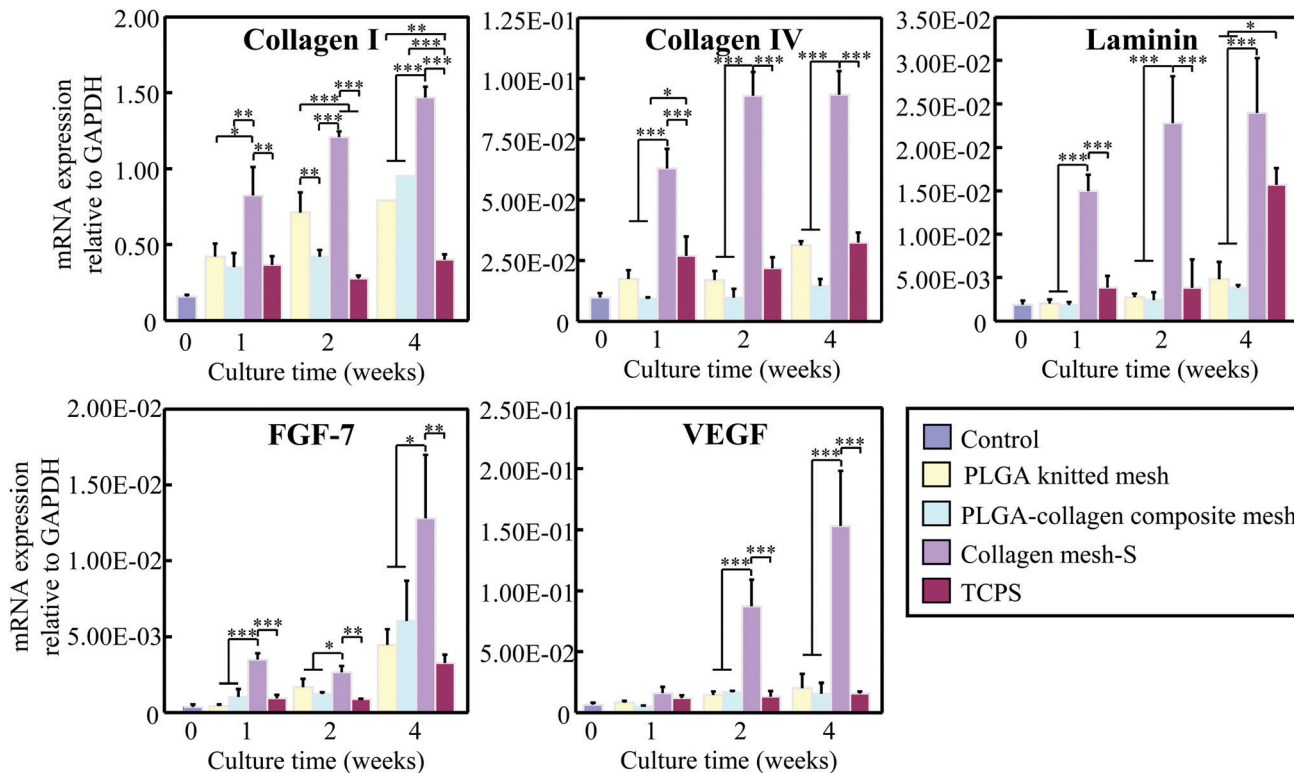 Collagen I
mRNA expression
relative to GAPDH
2.00
1.50
1.00
0.50
0
** *** *** ***
* ** **
*** *** *** **
0 1 2 4
Culture time (weeks)
Collagen IV
1.25E-01
1.00E-01
7.50E-02
5.00E-02
2.50E-02
0
*** *** *** ***
* *** ***
0 1 2 4
Culture time (weeks)
Laminin
3.50E-02
3.00E-02
2.50E-02
2.00E-02
1.50E-02
1.00E-02
5.00E-03
0
* ***
*** ***
*** ***
0 1 2 4
Culture time (weeks)
FGF-7
mRNA expression
relative to GAPDH
2.00E-02
1.50E-02
1.00E-02
5.00E-03
0
* **
*** *** * **
0 1 2 4
Culture time (weeks)
VEGF
2.50E-01
2.00E-01
1.50E-01
1.00E-01
5.00E-02
0
*** ***
*** ***
0 1 2 4
Culture time (weeks)
Control
PLGA knitted mesh
PLGA-collagen composite mesh
Collagen mesh-S
TCPS